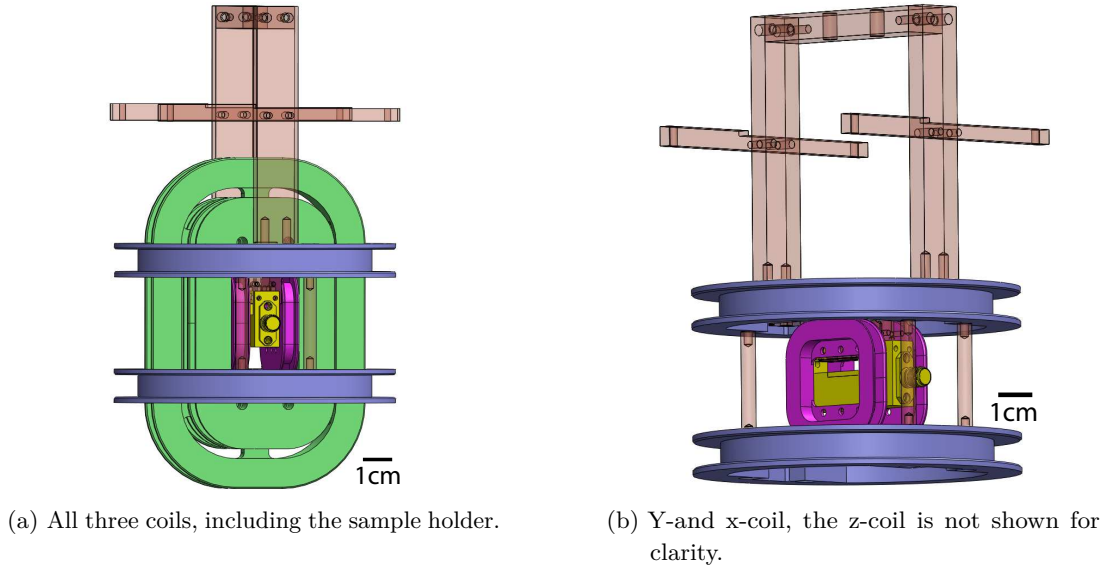 1cm
1cm
(a) All three coils, including the sample holder.
(b) Y-and x-coil, the z-coil is not shown for
clarity.